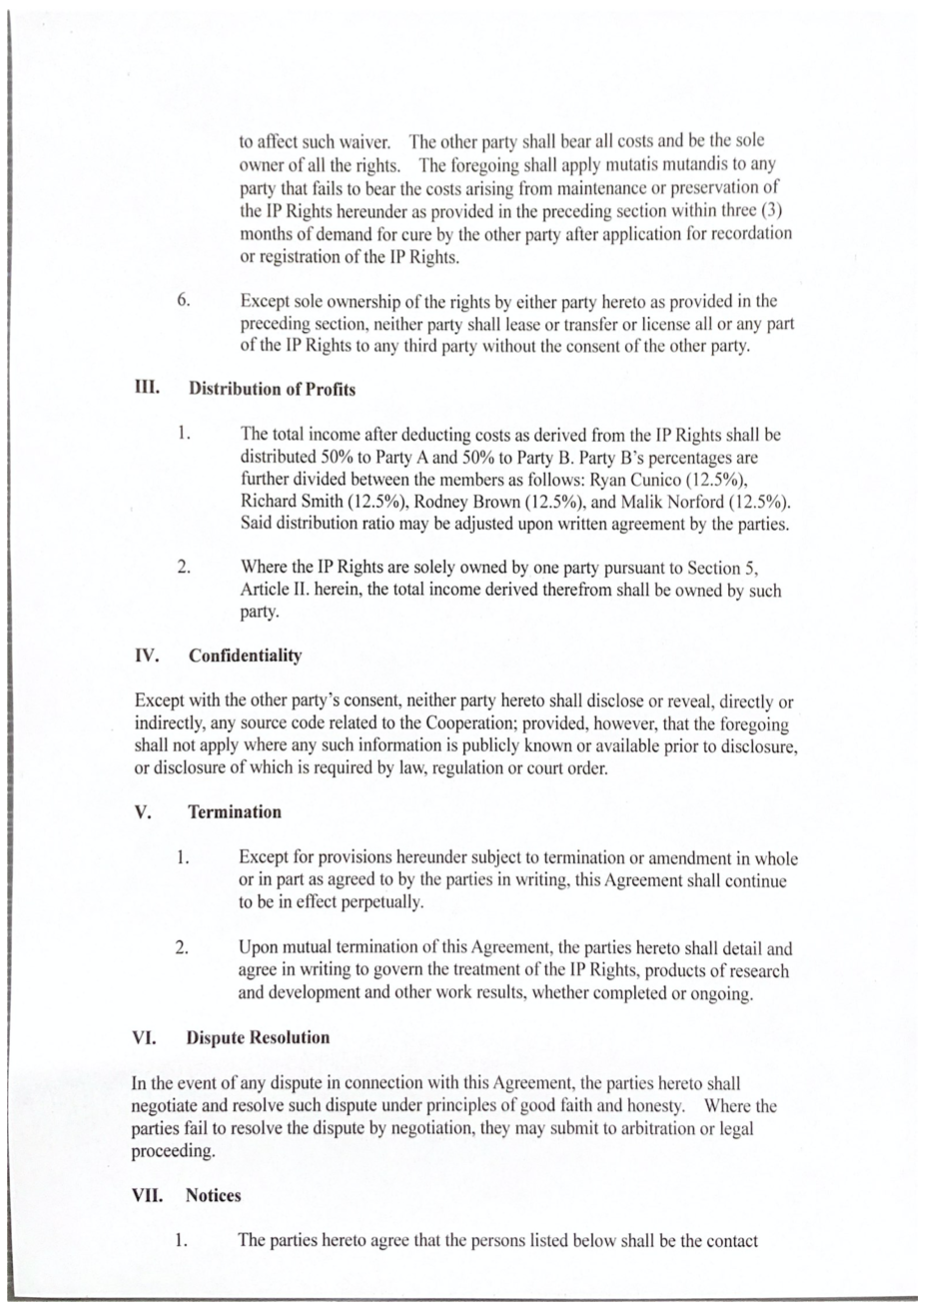 to affect such waiver. The other party shall bear all costs and be the sole
owner of all the rights. The foregoing shall apply mutatis mutandis to any
party that fails to bear the costs arising from maintenance or preservation of
the IP Rights hereunder as provided in the preceding section within three (3)
months of demand for cure by the other party after application for recordation
or registration of the IP Rights.
6. Except sole ownership of the rights by either party hereto as provided in the
preceding section, neither party shall lease or transfer or license all or any part
of the IP Rights to any third party without the consent of the other party.
III. Distribution of Profits
1. The total income after deducting costs as derived from the IP Rights shall be
distributed 50% to Party A and 50% to Party B. Party B's percentages are
further divided between the members as follows: Ryan Cunico (12.5%),
Richard Smith (12.5%), Rodney Brown (12.5%), and Malik Norford (12.5%).
Said distribution ratio may be adjusted upon written agreement by the parties.
2. Where the IP Rights are solely owned by one party pursuant to Section 5,
Article II. herein, the total income derived therefrom shall be owned by such
party.
IV. Confidentiality
Except with the other party's consent, neither party hereto shall disclose or reveal, directly or
indirectly, any source code related to the Cooperation; provided, however, that the foregoing
shall not apply where any such information is publicly known or available prior to disclosure,
or disclosure of which is required by law, regulation or court order.
V. Termination
1. Except for provisions hereunder subject to termination or amendment in whole
or in part as agreed to by the parties in writing, this Agreement shall continue
to be in effect perpetually.
2. Upon mutual termination of this Agreement, the parties hereto shall detail and
agree in writing to govern the treatment of the IP Rights, products of research
and development and other work results, whether completed or ongoing.
VI. Dispute Resolution
In the event of any dispute in connection with this Agreement, the parties hereto shall
negotiate and resolve such dispute under principles of good faith and honesty. Where the
parties fail to resolve the dispute by negotiation, they may submit to arbitration or legal
proceeding.
VII. Notices
1. The parties hereto agree that the persons listed below shall be the contact